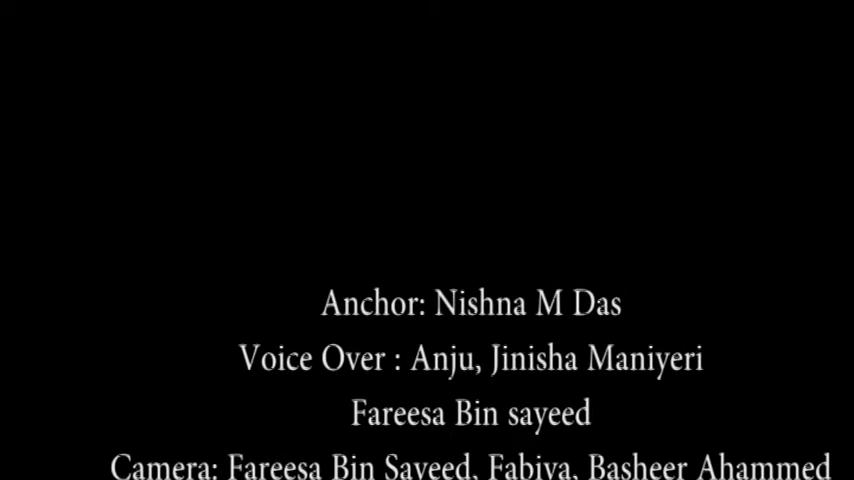 Anchor: Nishna M Das
Voice Over : Anju, Jinisha Maniyeri
Fareesa Bin sayeed
Camera: Fareesa Bin Sayeed, Fabiya, Basheer Ahammed